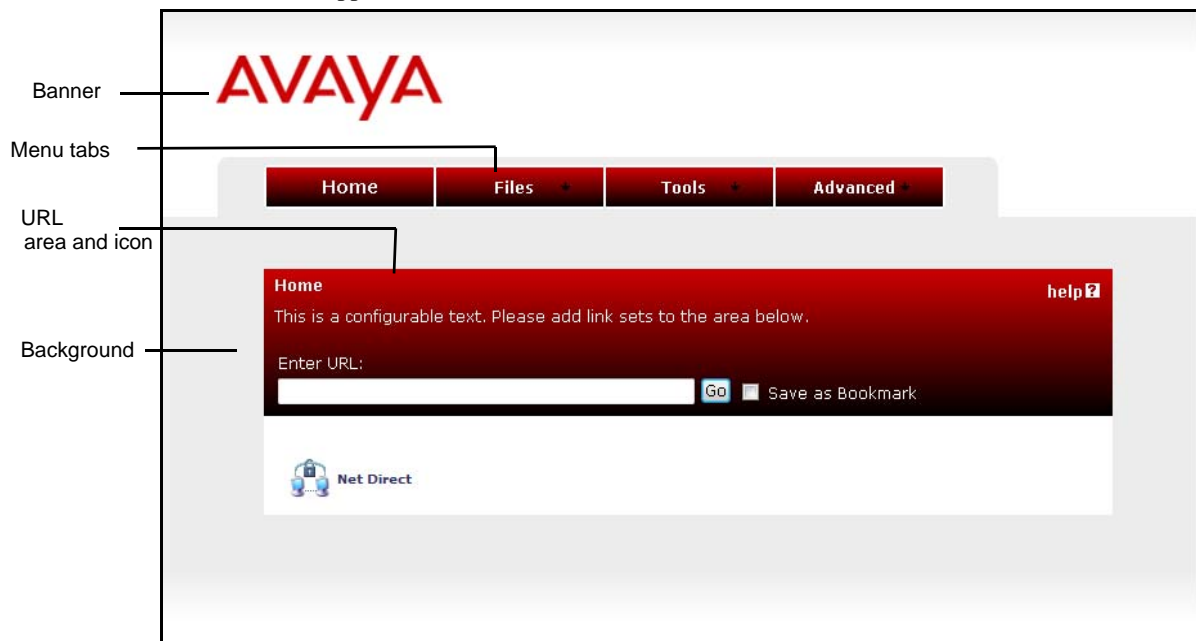 AVAYA
Banner
Menu tabs
Home Files Tools Advanced
URL
area and icon
Home
help?
This is a configurable text. Please add link sets to the area below.
Background
Enter URL:
Go Save as Bookmark
Net Direct